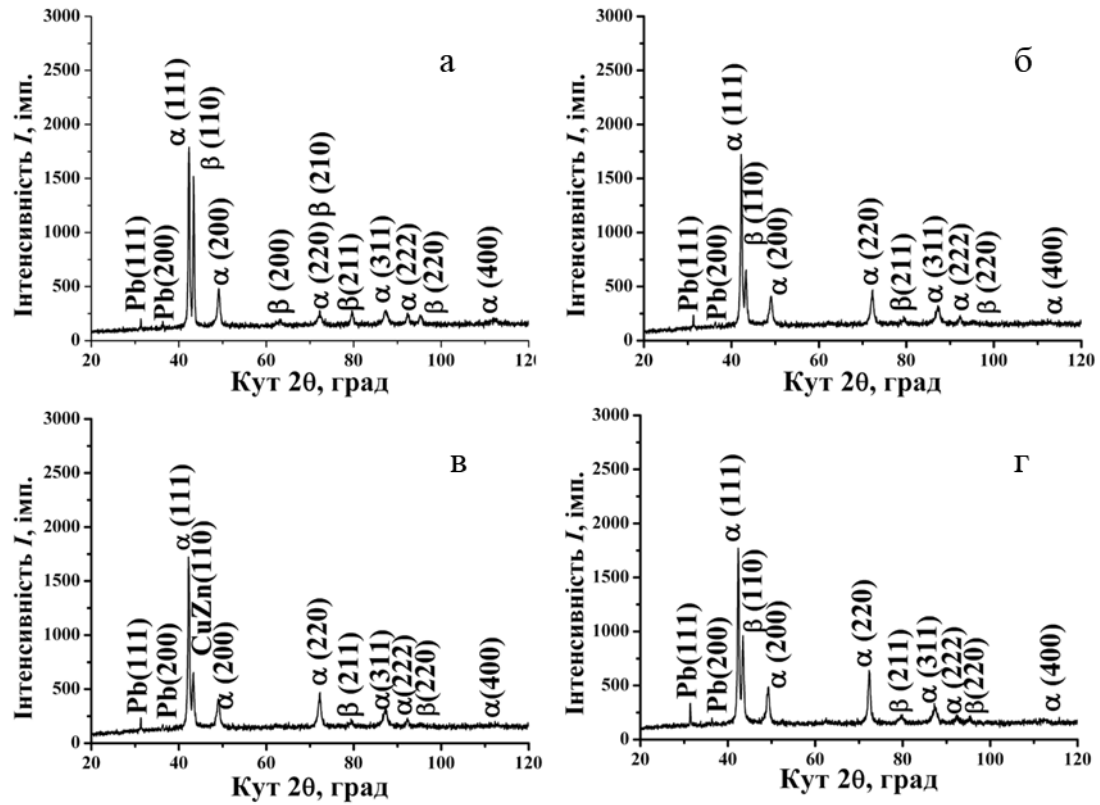 3000
2500
2000
1500
1000
500
0
Інтенсивність I, імп.
а
Pb(111)
Pb(200)
α (111)
β (110)
α (200)
β (200)
α (220) β (210)
β(211)
α (311)
α (222)
β (220)
α (400)
20 40 60 80 100 120
Кут 2θ, град
3000
2500
2000
1500
1000
500
0
Інтенсивність I, імп.
б
Pb(111)
Pb(200)
α (111)
β (110)
α (200)
α (220)
β(211)
α (311)
α (222)
β (220)
α (400)
20 40 60 80 100 120
Кут 2θ, град
3000
2500
2000
1500
1000
500
0
Інтенсивність I, імп.
в
Pb(111)
Pb(200)
α (111)
CuZn(110)
α (200)
α (220)
β (211)
α(311)
α(222)
β(220)
α(400)
20 40 60 80 100 120
Кут 2θ, град
3000
2500
2000
1500
1000
500
0
Інтенсивність I, імп.
г
Pb(111)
Pb(200)
α (111)
β (110)
α (200)
α (220)
β (211)
α (311)
α (222)
β(220)
α (400)
20 40 60 80 100 120
Кут 2θ, град